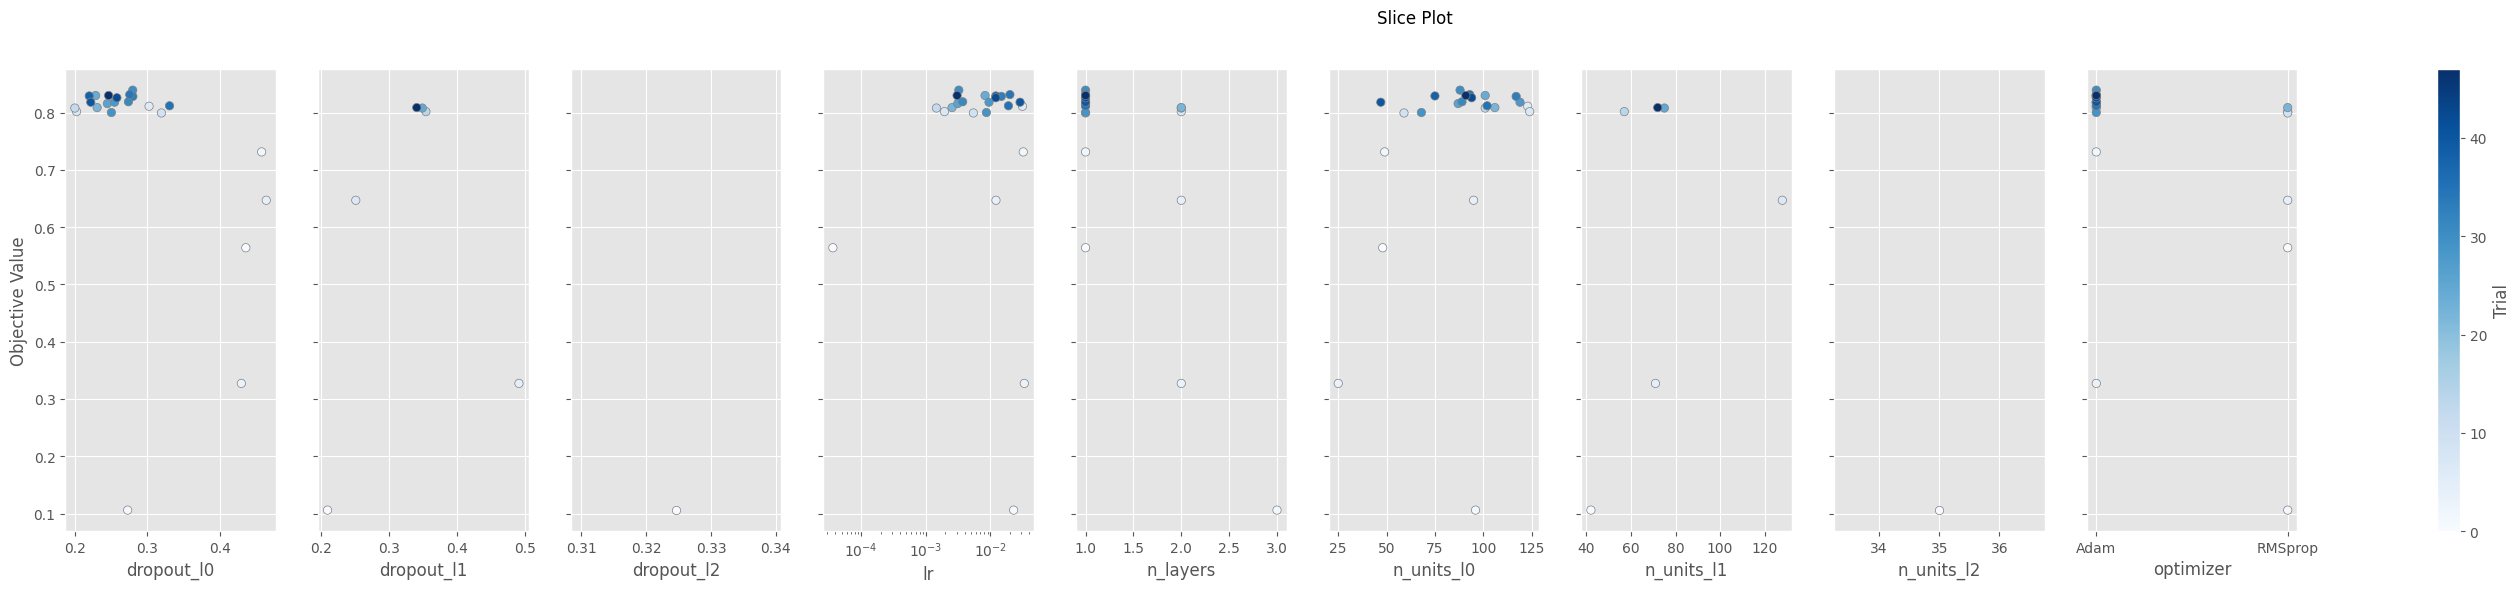 Slice Plot
Objective Value
0.8
0.7
0.6
0.5
0.4
0.3
0.2
0.1
0.2 0.3 0.4
dropout_l0
0.2 0.3 0.4 0.5
dropout_l1
0.31 0.32 0.33 0.34
dropout_l2
10⁻⁴ 10⁻³ 10⁻²
lr
1.0 1.5 2.0 2.5 3.0
n_layers
25 50 75 100 125
n_units_l0
40 60 80 100 120
n_units_l1
34 35 36
n_units_l2
Adam RMSprop
optimizer
40
30
20
10
0
Trial